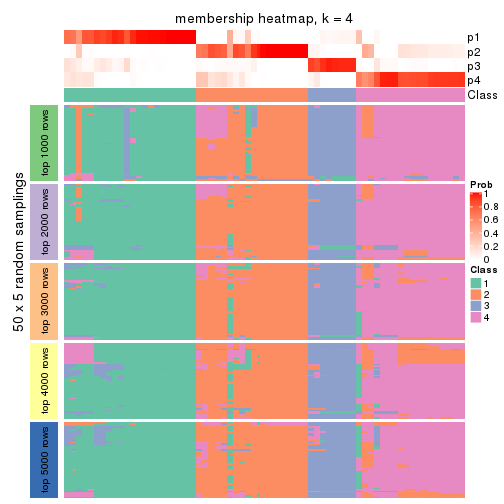 membership heatmap, k = 4
p1
p2
p3
p4
Class
50 x 5 random samplings
top 1000 rows
top 2000 rows
top 3000 rows
top 4000 rows
top 5000 rows
Prob
1
0.8
0.6
0.4
0.2
0
Class
1
2
3
4